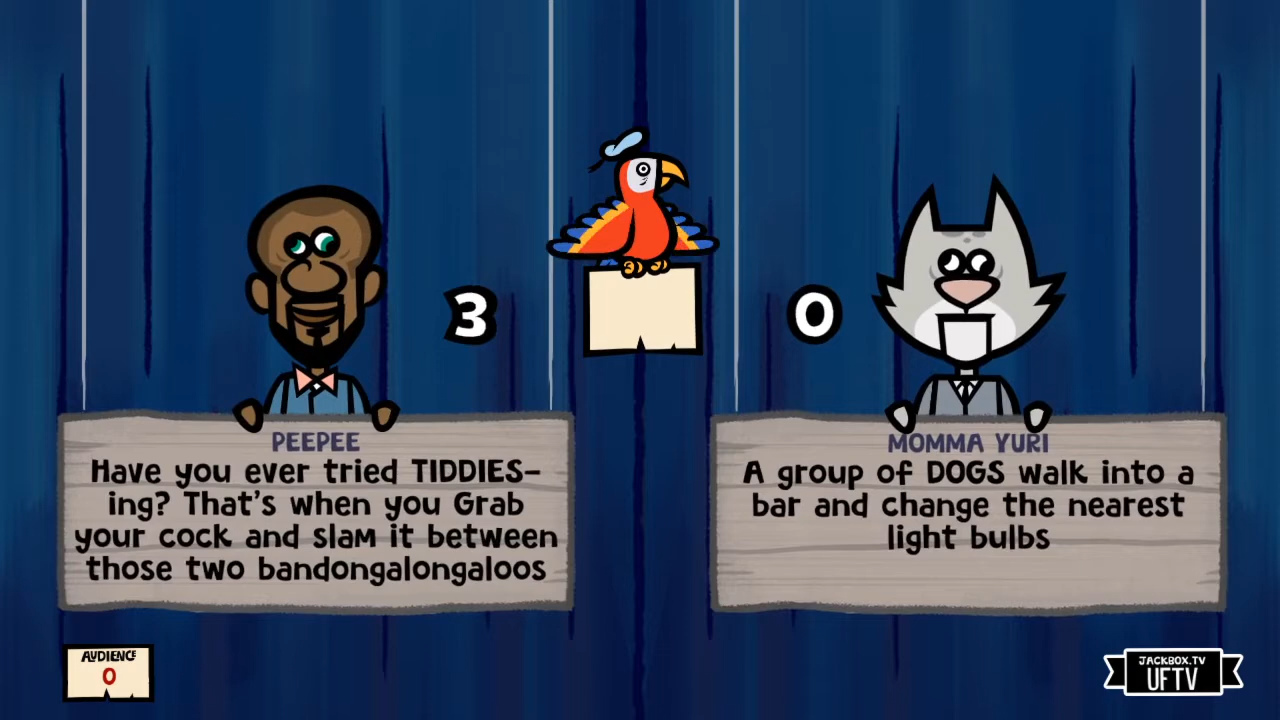 3
0
PEEPEE
Have you ever tried TIDDIES-
ing? That's when you Grab
your cock and slam it between
those two bandongalongaloos
MOMMA YURI
A group of DOGS walk into a
bar and change the nearest
light bulbs
AUDIENCE
0
JACKBOX.TV
UFTV